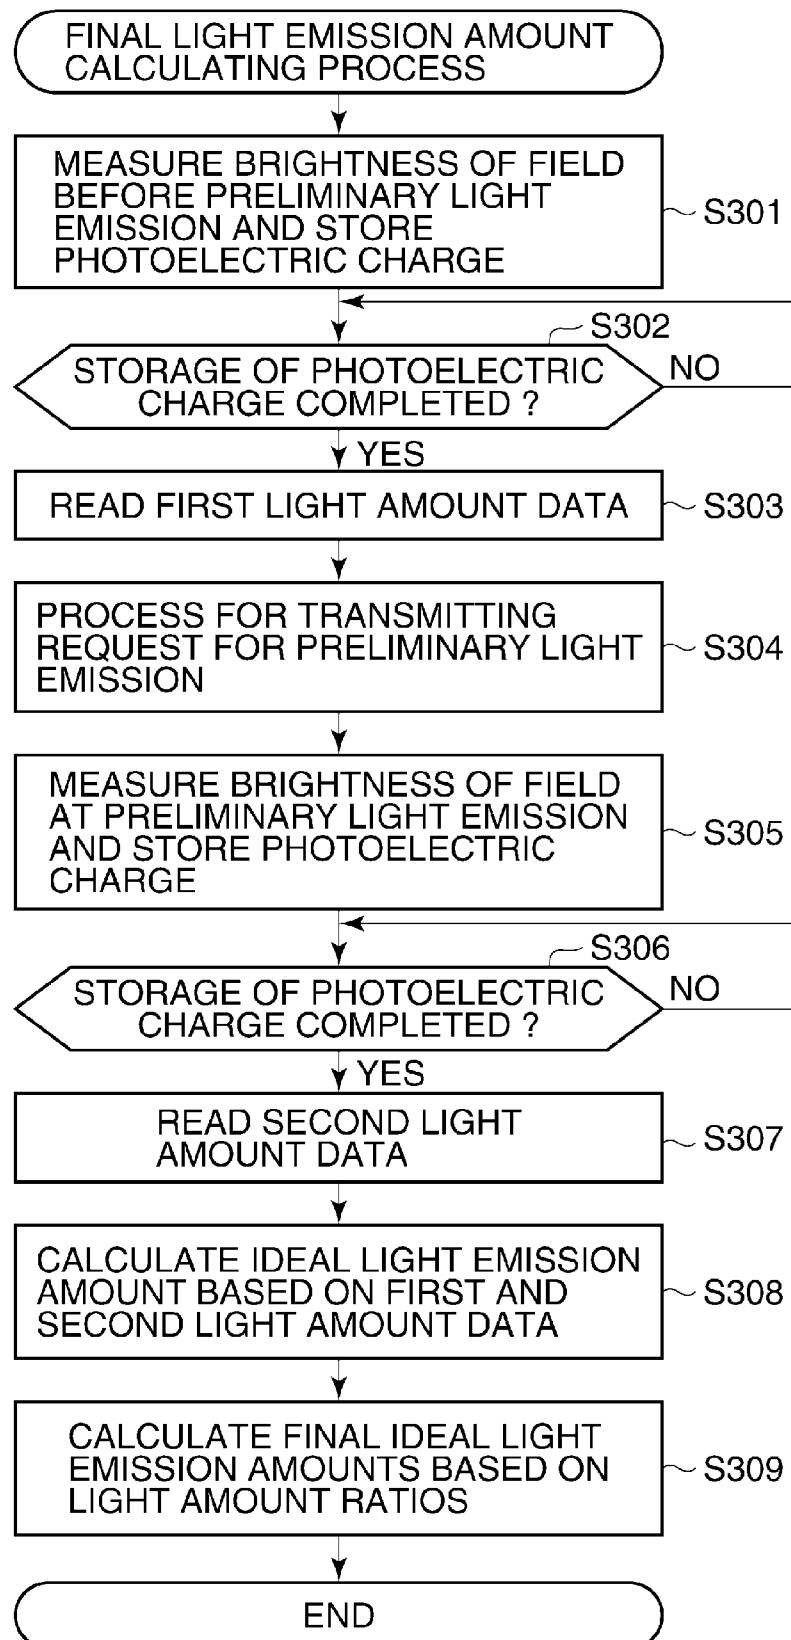 FINAL LIGHT EMISSION AMOUNT
CALCULATING PROCESS
MEASURE BRIGHTNESS OF FIELD
BEFORE PRELIMINARY LIGHT
EMISSION AND STORE
PHOTOELECTRIC CHARGE
S301
S302
STORAGE OF PHOTOELECTRIC
CHARGE COMPLETED ?
NO
YES
READ FIRST LIGHT AMOUNT DATA
S303
PROCESS FOR TRANSMITTING
REQUEST FOR PRELIMINARY LIGHT
EMISSION
S304
MEASURE BRIGHTNESS OF FIELD
AT PRELIMINARY LIGHT EMISSION
AND STORE PHOTOELECTRIC
CHARGE
S305
S306
STORAGE OF PHOTOELECTRIC
CHARGE COMPLETED ?
NO
YES
READ SECOND LIGHT
AMOUNT DATA
S307
CALCULATE IDEAL LIGHT EMISSION
AMOUNT BASED ON FIRST AND
SECOND LIGHT AMOUNT DATA
S308
CALCULATE FINAL IDEAL LIGHT
EMISSION AMOUNTS BASED ON
LIGHT AMOUNT RATIOS
S309
END